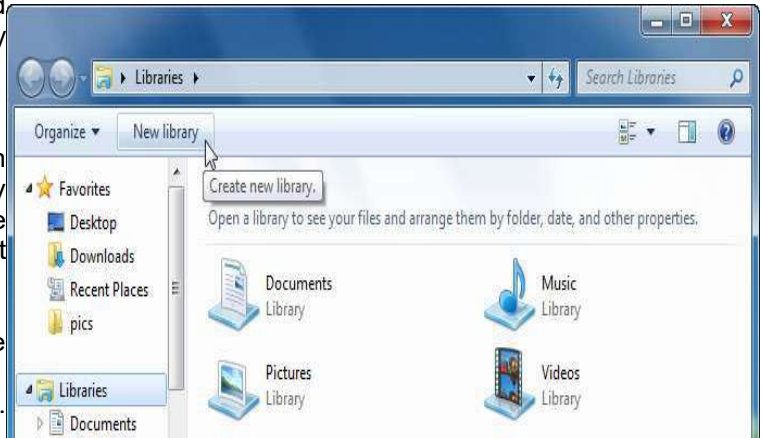 Libraries
Search Libraries
Organize
New library
Create new library.
Favorites
Desktop
Downloads
Recent Places
pics
Libraries
Documents
Open a library to see your files and arrange them by folder, date, and other properties.
Documents
Library
Music
Library
Pictures
Library
Videos
Library